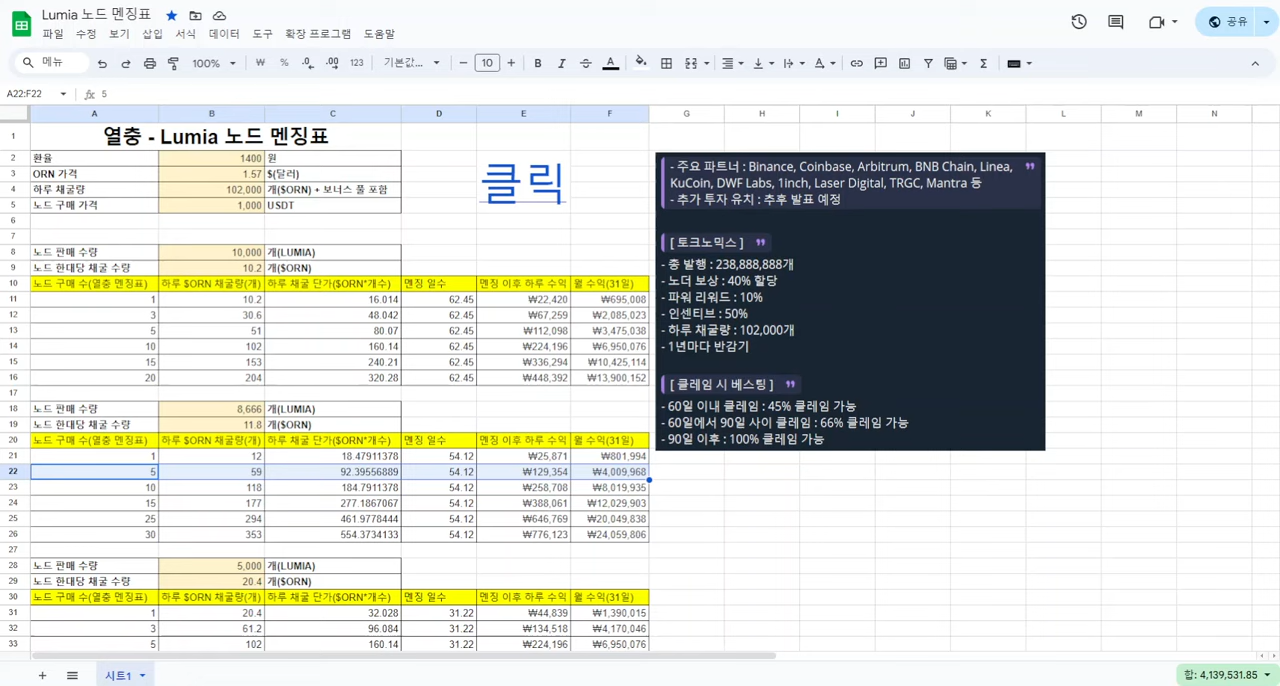 Lumia 노드 멘징표
파일 수정 보기 삽입 서식 데이터 도구 확장 프로그램 도움말
공유
메뉴 100% ₩ % .0 .00 123 기본값... − 10 + B I A Σ
A22:F22 fx 5
A B C D E F G H I J K L M N
1 열충 - Lumia 노드 멘징표
2 환율 1400 원
3 ORN 가격 1.57 $(달러)
4 하루 채굴량 102,000 개($ORN) + 보너스 풀 포함
5 노드 구매 가격 1,000 USDT
클릭
6
7
8 노드 판매 수량 10,000 개(LUMIA)
9 노드 한대당 채굴 수량 10.2 개($ORN)
10 노드 구매 수(열충 멘징표) 하루 $ORN 채굴량(개) 하루 채굴 단가($ORN*개수) 멘징 일수 멘징 이후 하루 수익 월 수익(31일)
11 1 10.2 16.014 62.45 ₩22,420 ₩695,008
12 3 30.6 48.042 62.45 ₩67,259 ₩2,085,023
13 5 51 80.07 62.45 ₩112,098 ₩3,475,038
14 10 102 160.14 62.45 ₩224,196 ₩6,950,076
15 15 153 240.21 62.45 ₩336,294 ₩10,425,114
16 20 204 320.28 62.45 ₩448,392 ₩13,900,152
17
18 노드 판매 수량 8,666 개(LUMIA)
19 노드 한대당 채굴 수량 11.8 개($ORN)
20 노드 구매 수(열충 멘징표) 하루 $ORN 채굴량(개) 하루 채굴 단가($ORN*개수) 멘징 일수 멘징 이후 하루 수익 월 수익(31일)
21 1 12 18.47911378 54.12 ₩25,871 ₩801,994
22 5 59 92.39556889 54.12 ₩129,354 ₩4,009,968
23 10 118 184.7911378 54.12 ₩258,708 ₩8,019,935
24 15 177 277.1867067 54.12 ₩388,061 ₩12,029,903
25 25 294 461.9778444 54.12 ₩646,769 ₩20,049,838
26 30 353 554.3734133 54.12 ₩776,123 ₩24,059,806
27
28 노드 판매 수량 5,000 개(LUMIA)
29 노드 한대당 채굴 수량 20.4 개($ORN)
30 노드 구매 수(열충 멘징표) 하루 $ORN 채굴량(개) 하루 채굴 단가($ORN*개수) 멘징 일수 멘징 이후 하루 수익 월 수익(31일)
31 1 20.4 32.028 31.22 ₩44,839 ₩1,390,015
32 3 61.2 96.084 31.22 ₩134,518 ₩4,170,046
33 5 102 160.14 31.22 ₩224,196 ₩6,950,076
- 주요 파트너 : Binance, Coinbase, Arbitrum, BNB Chain, Linea,
KuCoin, DWF Labs, 1inch, Laser Digital, TRGC, Mantra 등
- 추가 투자 유치 : 추후 발표 예정
[ 토크노믹스 ]
- 총 발행 : 238,888,888개
- 노더 보상 : 40% 할당
- 파워 리워드 : 10%
- 인센티브 : 50%
- 하루 채굴량 : 102,000개
- 1년마다 반감기
[ 클레임 시 베스팅 ]
- 60일 이내 클레임 : 45% 클레임 가능
- 60일에서 90일 사이 클레임 : 66% 클레임 가능
- 90일 이후 : 100% 클레임 가능
시트1
합: 4,139,531.85